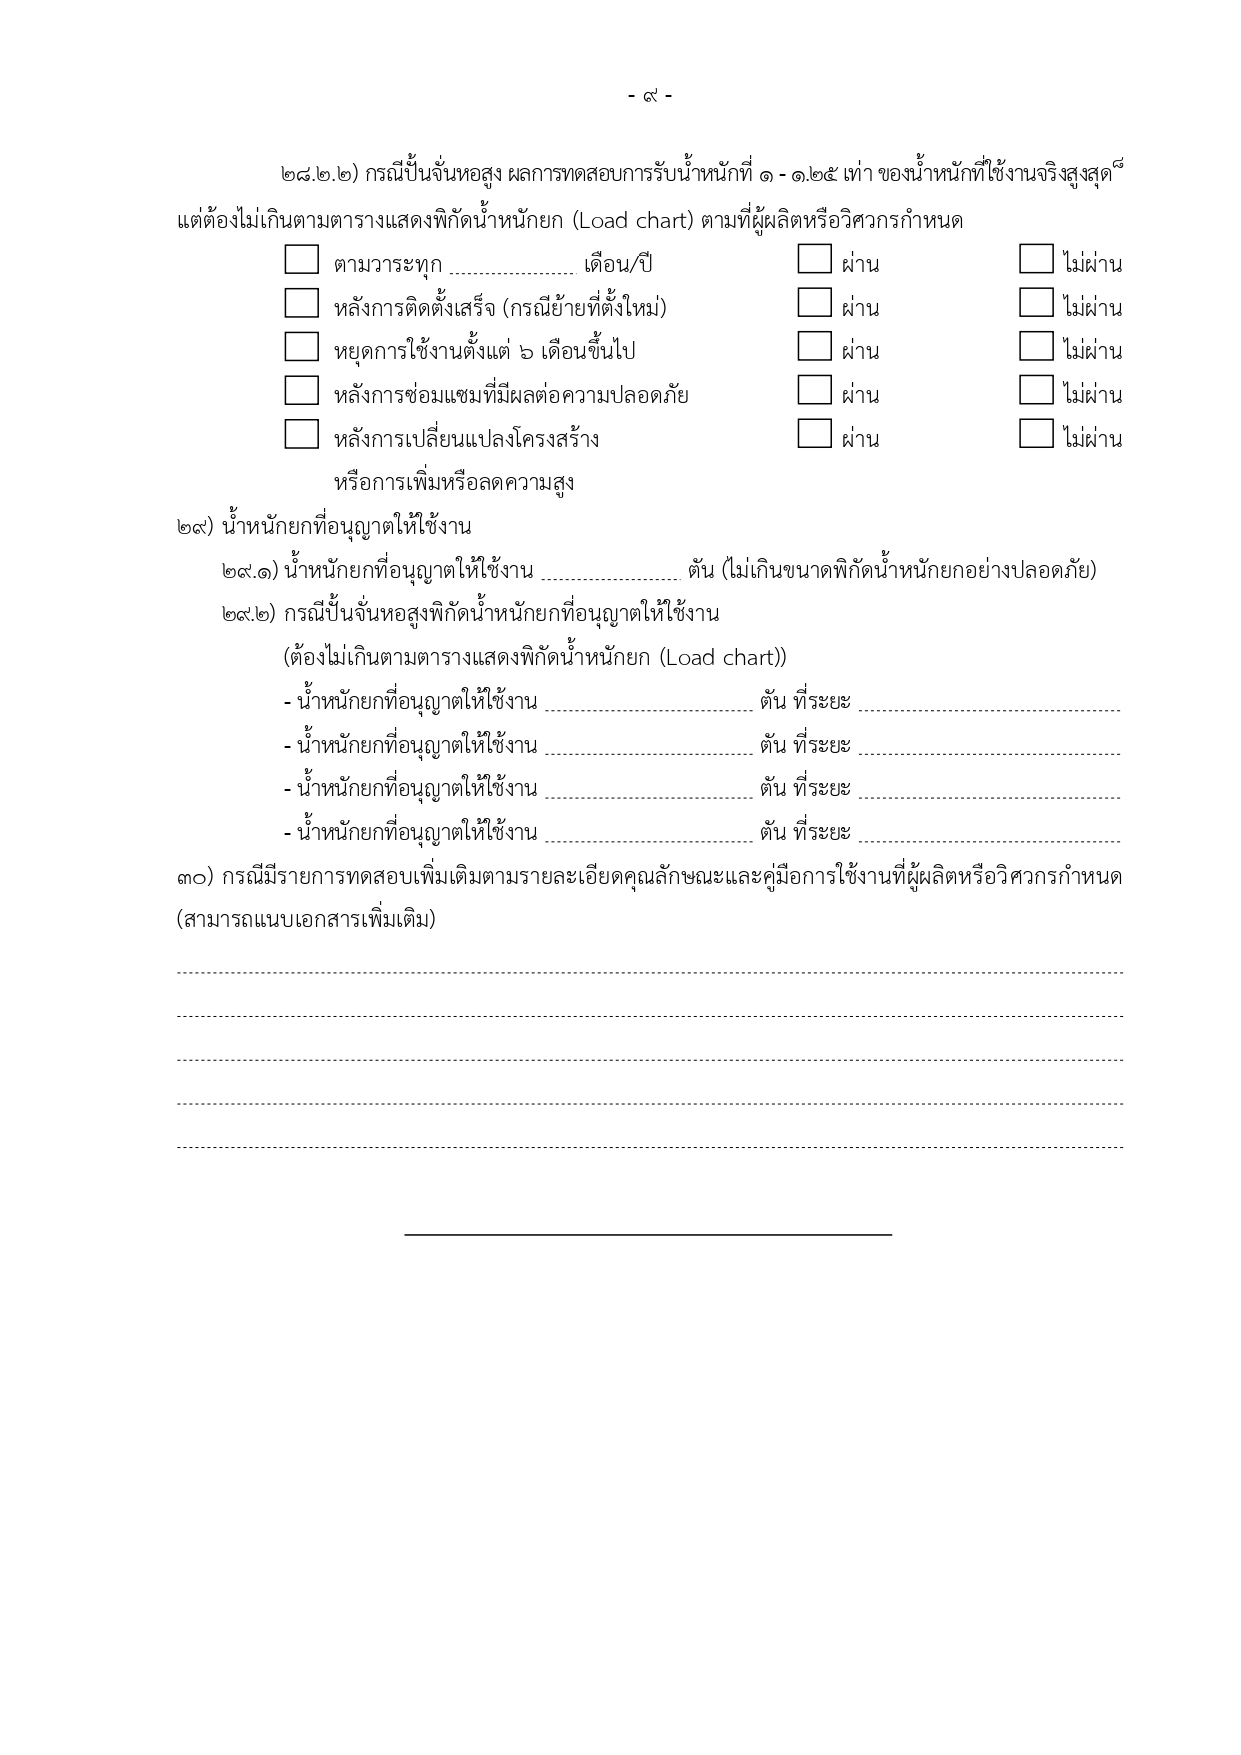 - ๙ -
๒๘.๒.๒) กรณีปั้นจั่นหอสูง ผลการทดสอบการรับน้ำหนักที่ ๑ - ๑.๒๕ เท่า ของน้ำหนักที่ใช้งานจริงสูงสุด๘
แต่ต้องไม่เกินตามตารางแสดงพิกัดน้ำหนักยก (Load chart) ตามที่ผู้ผลิตหรือวิศวกรกำหนด
ตามวาระทุก เดือน/ปี ผ่าน ไม่ผ่าน
หลังการติดตั้งเสร็จ (กรณีย้ายที่ตั้งใหม่) ผ่าน ไม่ผ่าน
หยุดการใช้งานตั้งแต่ ๖ เดือนขึ้นไป ผ่าน ไม่ผ่าน
หลังการซ่อมแซมที่มีผลต่อความปลอดภัย ผ่าน ไม่ผ่าน
หลังการเปลี่ยนแปลงโครงสร้าง ผ่าน ไม่ผ่าน
หรือการเพิ่มหรือลดความสูง
๒๙) น้ำหนักยกที่อนุญาตให้ใช้งาน
๒๙.๑) น้ำหนักยกที่อนุญาตให้ใช้งาน ตัน (ไม่เกินขนาดพิกัดน้ำหนักยกอย่างปลอดภัย)
๒๙.๒) กรณีปั้นจั่นหอสูงพิกัดน้ำหนักยกที่อนุญาตให้ใช้งาน
(ต้องไม่เกินตามตารางแสดงพิกัดน้ำหนักยก (Load chart))
- น้ำหนักยกที่อนุญาตให้ใช้งาน ตัน ที่ระยะ
- น้ำหนักยกที่อนุญาตให้ใช้งาน ตัน ที่ระยะ
- น้ำหนักยกที่อนุญาตให้ใช้งาน ตัน ที่ระยะ
- น้ำหนักยกที่อนุญาตให้ใช้งาน ตัน ที่ระยะ
๓๐) กรณีมีรายการทดสอบเพิ่มเติมตามรายละเอียดคุณลักษณะและคู่มือการใช้งานที่ผู้ผลิตหรือวิศวกรกำหนด
(สามารถแนบเอกสารเพิ่มเติม)